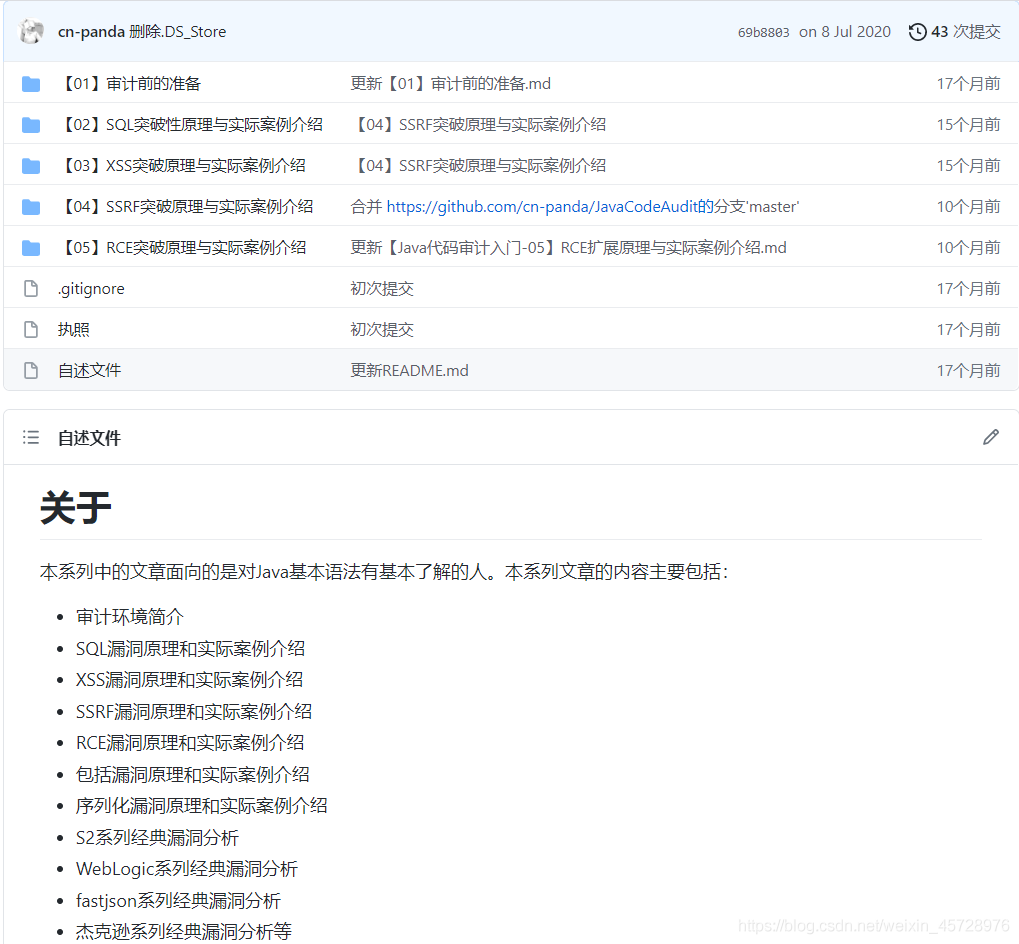 cn-panda 删除.DS_Store 69b8803 on 8 Jul 2020 43 次提交
【01】审计前的准备 更新【01】审计前的准备.md 17个月前
【02】SQL突破性原理与实际案例介绍 【04】SSRF突破原理与实际案例介绍 15个月前
【03】XSS突破原理与实际案例介绍 【04】SSRF突破原理与实际案例介绍 15个月前
【04】SSRF突破原理与实际案例介绍 合并 https://github.com/cn-panda/JavaCodeAudit的分支'master' 10个月前
【05】RCE突破原理与实际案例介绍 更新【Java代码审计入门-05】RCE扩展原理与实际案例介绍.md 10个月前
.gitignore 初次提交 17个月前
执照 初次提交 17个月前
自述文件 更新README.md 17个月前
自述文件
关于
本系列中的文章面向的是对Java基本语法有基本了解的人。本系列文章的内容主要包括：
审计环境简介
SQL漏洞原理和实际案例介绍
XSS漏洞原理和实际案例介绍
SSRF漏洞原理和实际案例介绍
RCE漏洞原理和实际案例介绍
包括漏洞原理和实际案例介绍
序列化漏洞原理和实际案例介绍
S2系列经典漏洞分析
WebLogic系列经典漏洞分析
fastjson系列经典漏洞分析
杰克逊系列经典漏洞分析等
https://blog.csdn.net/weixin_45728976